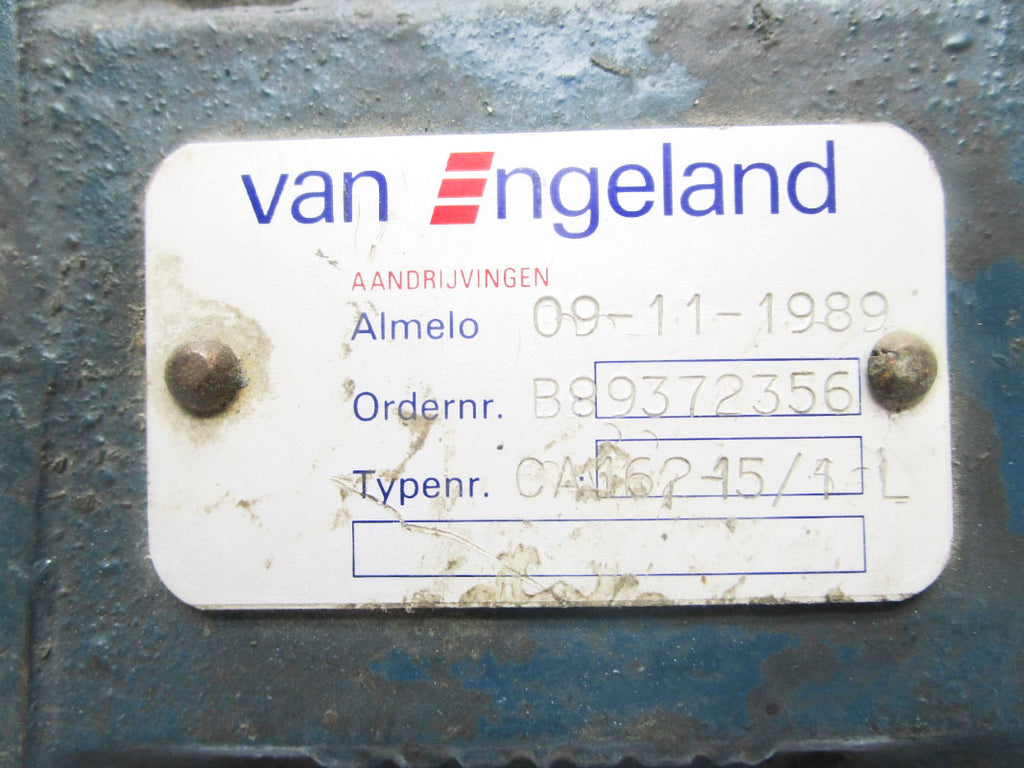 van Engeland
AANDRIJVINGEN
Almelo 09-11-1989
Ordernr. B89372356
Typenr.